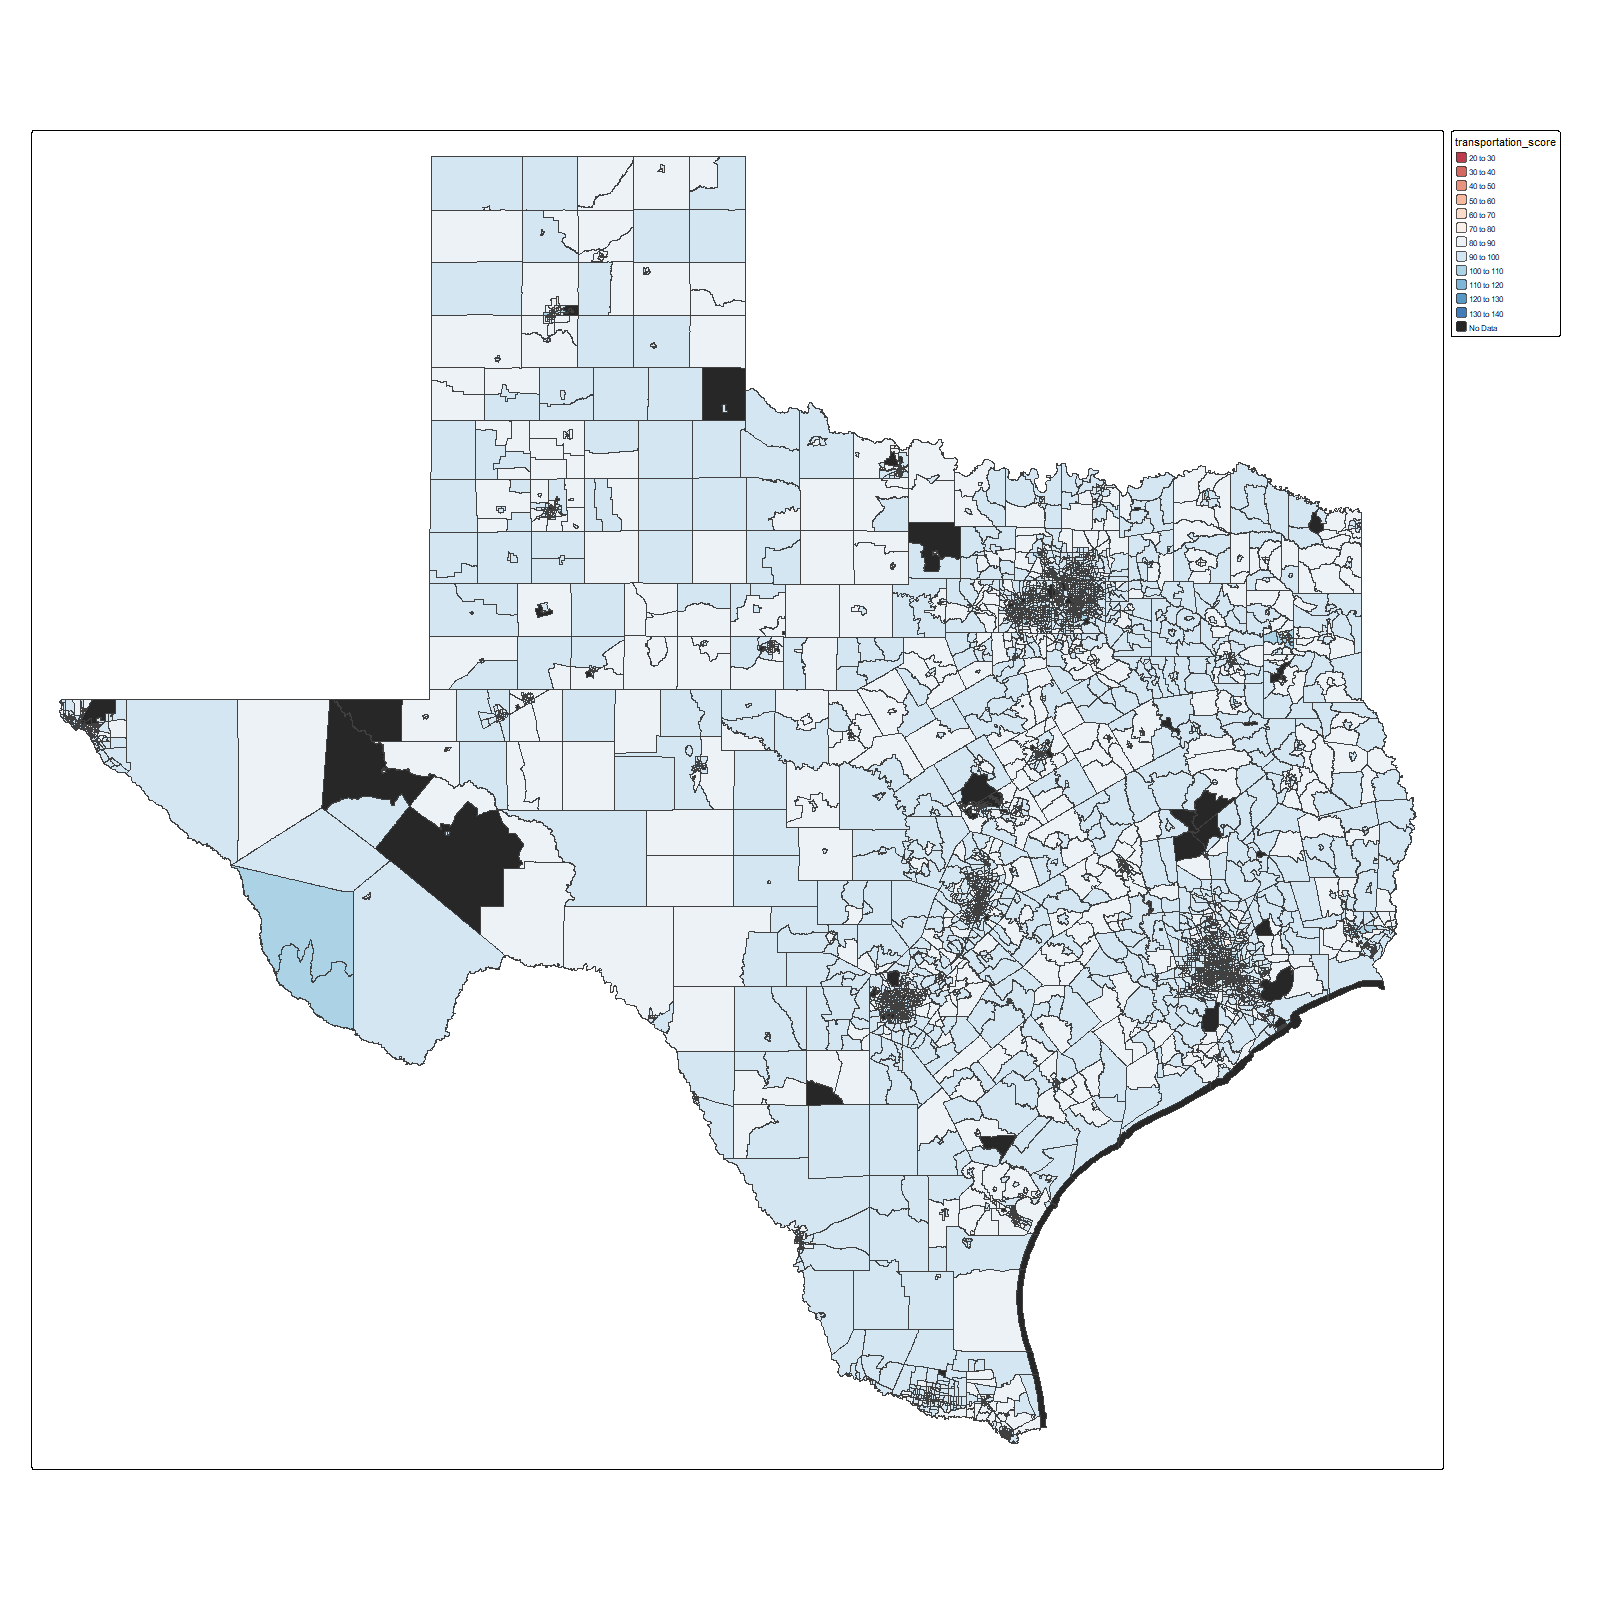 transportation_score
20 to 30
30 to 40
40 to 50
50 to 60
60 to 70
70 to 80
80 to 90
90 to 100
100 to 110
110 to 120
120 to 130
130 to 140
No Data